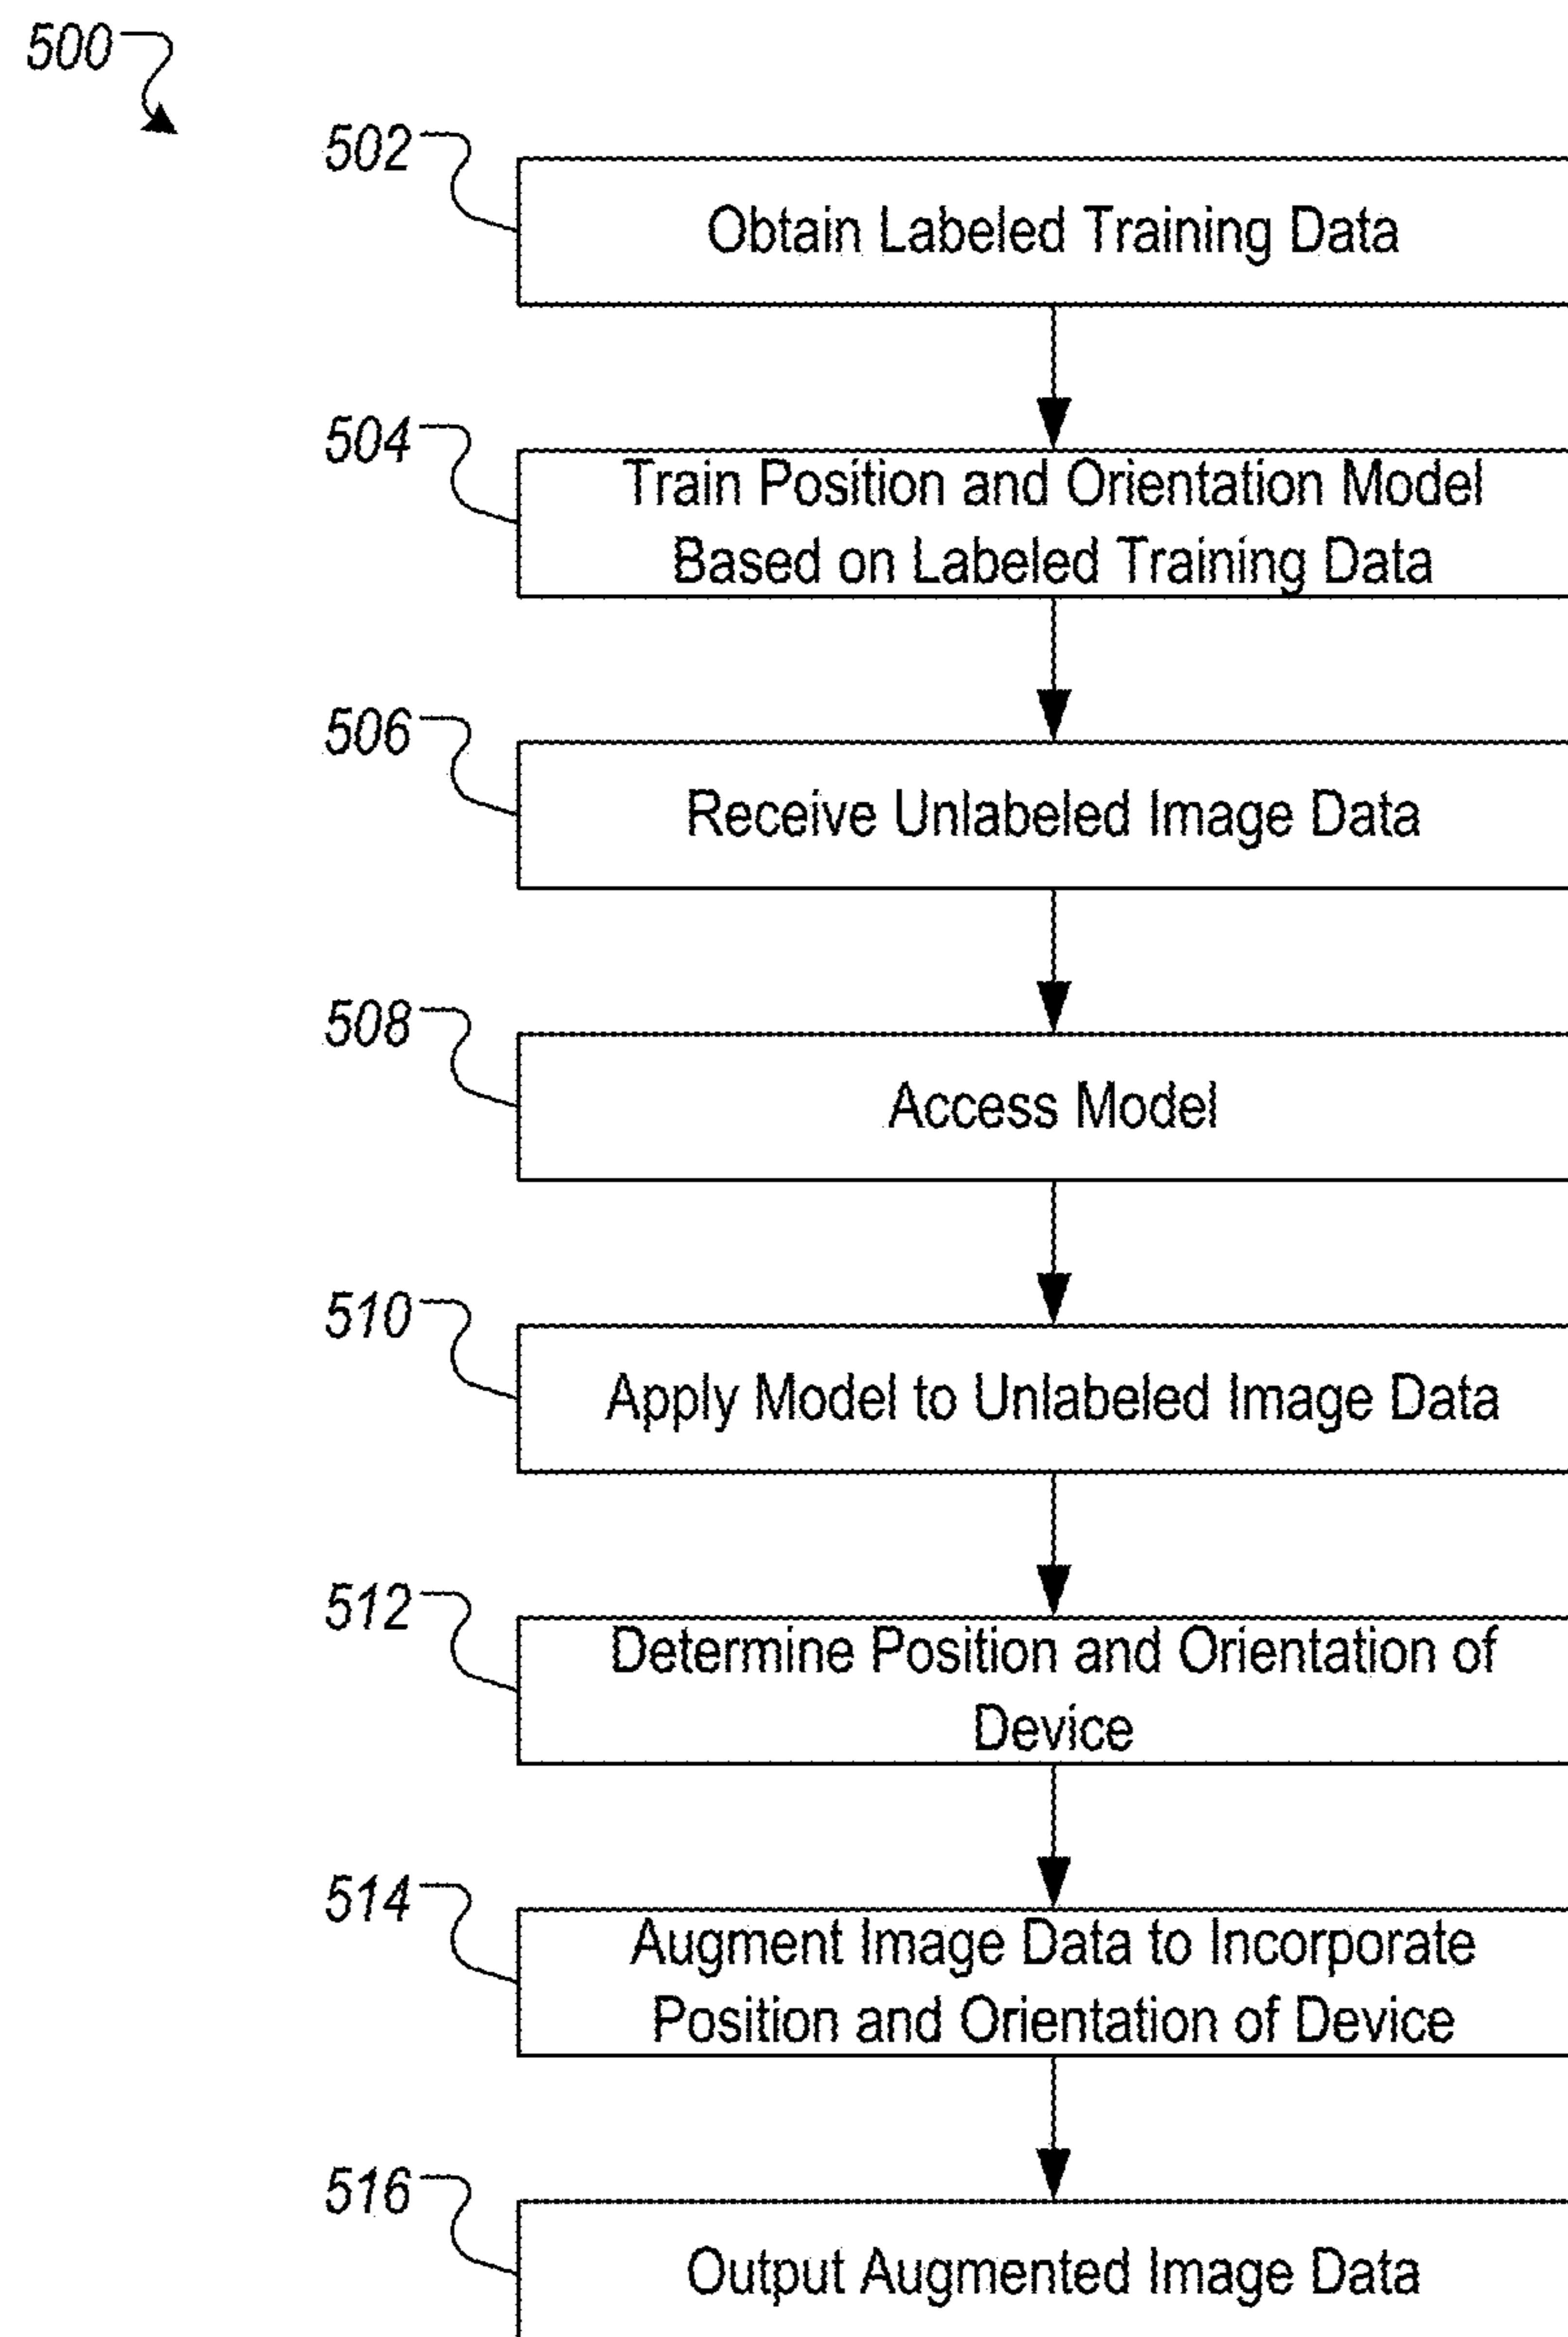 500
502
Obtain Labeled Training Data
504
Train Position and Orientation Model
Based on Labeled Training Data
506
Receive Unlabeled Image Data
508
Access Model
510
Apply Model to Unlabeled Image Data
512
Determine Position and Orientation of
Device
514
Augment Image Data to Incorporate
Position and Orientation of Device
516
Output Augmented Image Data